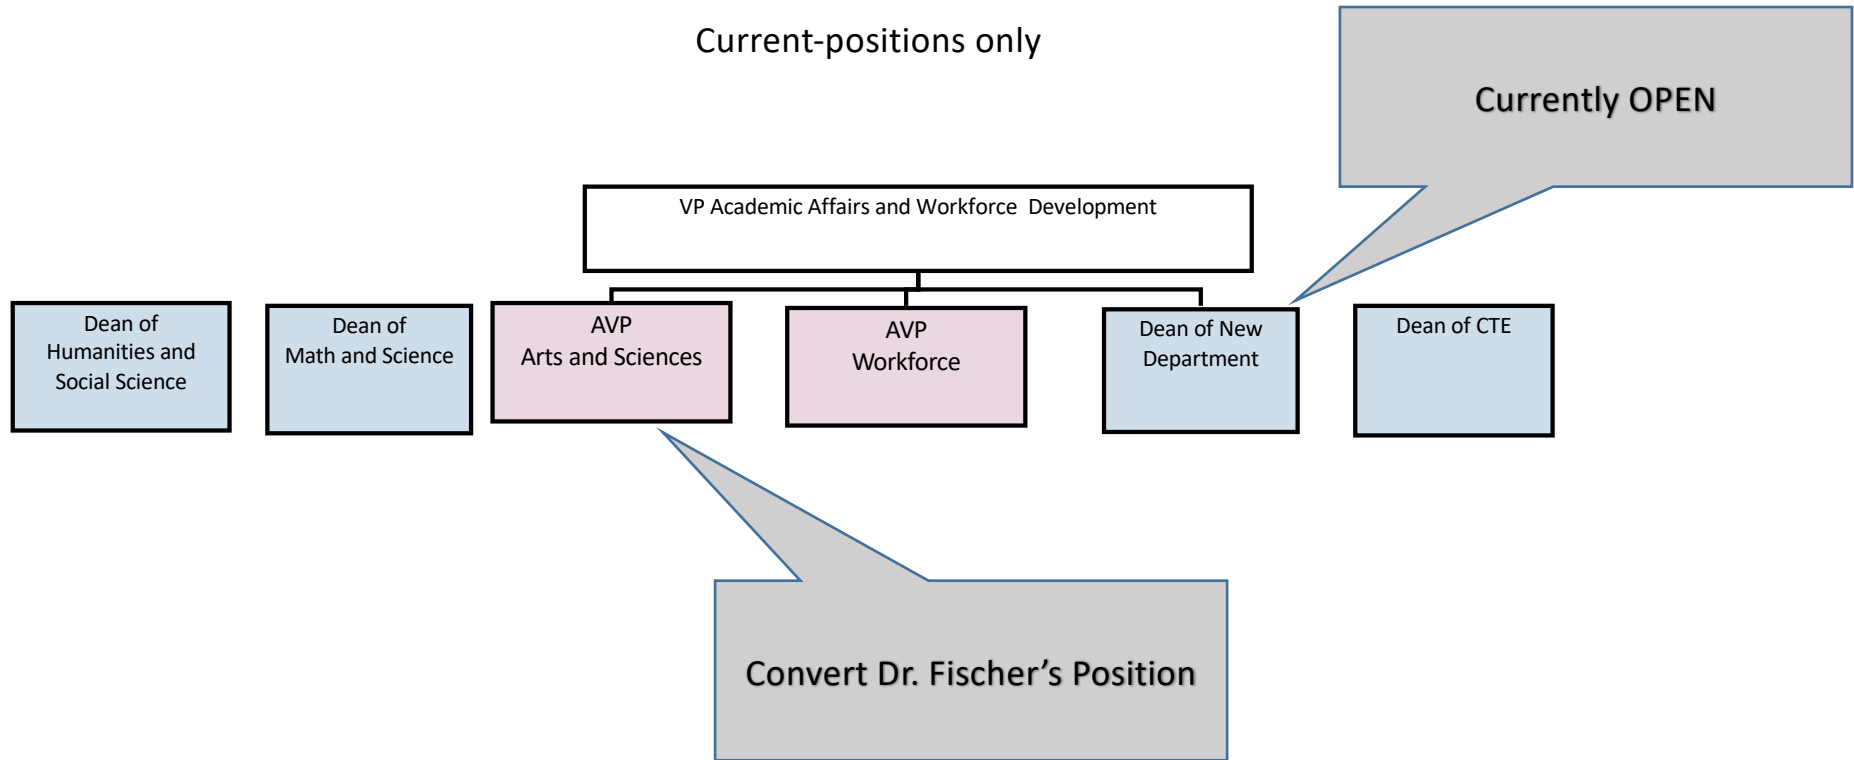 Current-positions only
Currently OPEN
VP Academic Affairs and Workforce Development
Dean of
Humanities and
Social Science
Dean of
Math and Science
AVP
Arts and Sciences
AVP
Workforce
Dean of New
Department
Dean of CTE
Convert Dr. Fischer’s Position